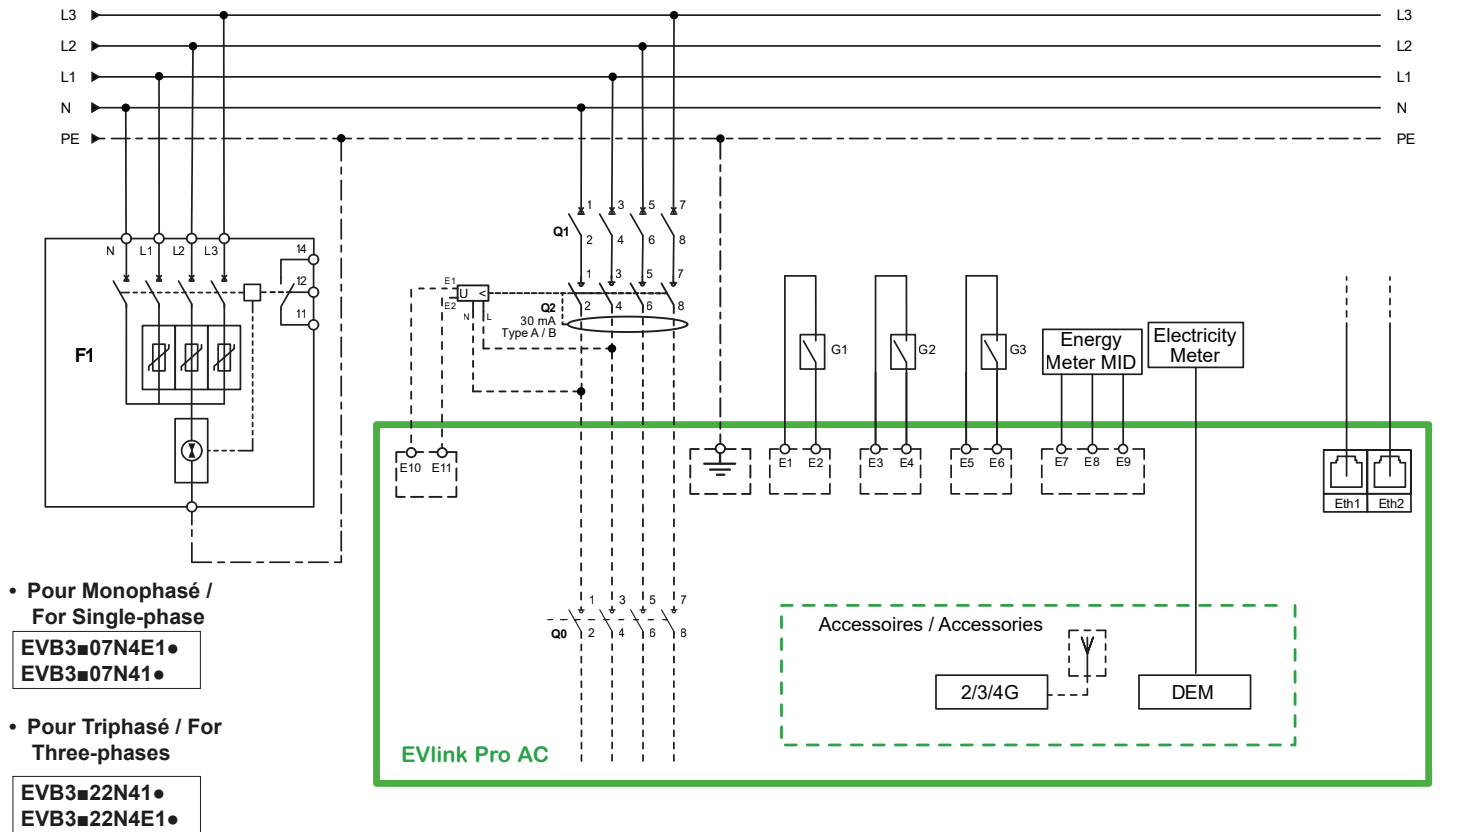 L3 L3
L2 L2
L1 L1
N N
PE PE
1 3 5 7
Q1
2 4 6 8
N L1 L2 L3 14
12
11
F1
E1
U <
E2
N L
1 3 5 7
Q2
2 4 6 8
30 mA
Type A / B
G1
G2
G3
Energy
Meter MID
Electricity
Meter
E10 E11
E1 E2
E3 E4
E5 E6
E7 E8 E9
Eth1 Eth2
1 3 5 7
Q0
2 4 6 8
Accessoires / Accessories
2/3/4G
DEM
EVlink Pro AC
• Pour Monophasé /
For Single-phase
EVB3■07N4E1●
EVB3■07N41●
• Pour Triphasé / For
Three-phases
EVB3■22N41●
EVB3■22N4E1●